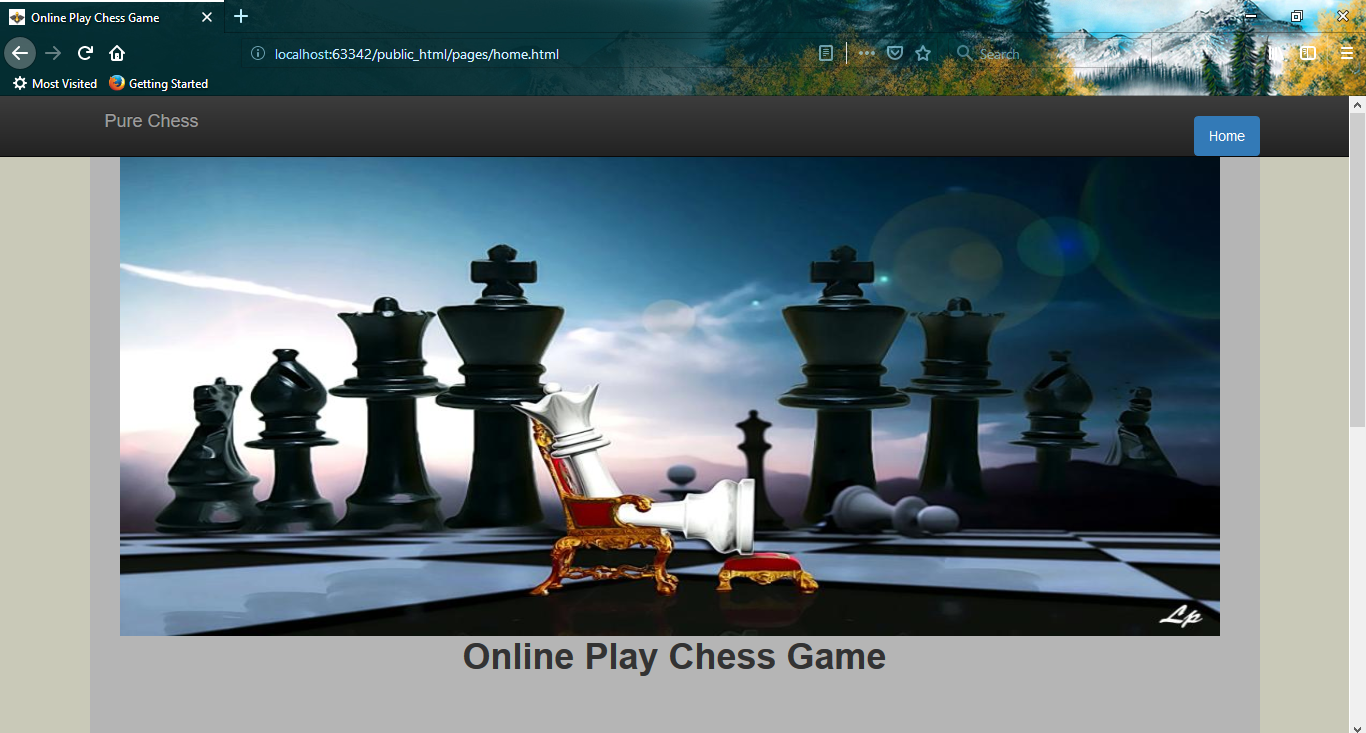 Online Play Chess Game
localhost:63342/public_html/pages/home.html
Search
Most Visited
Getting Started
Pure Chess
Home
Lp
Online Play Chess Game